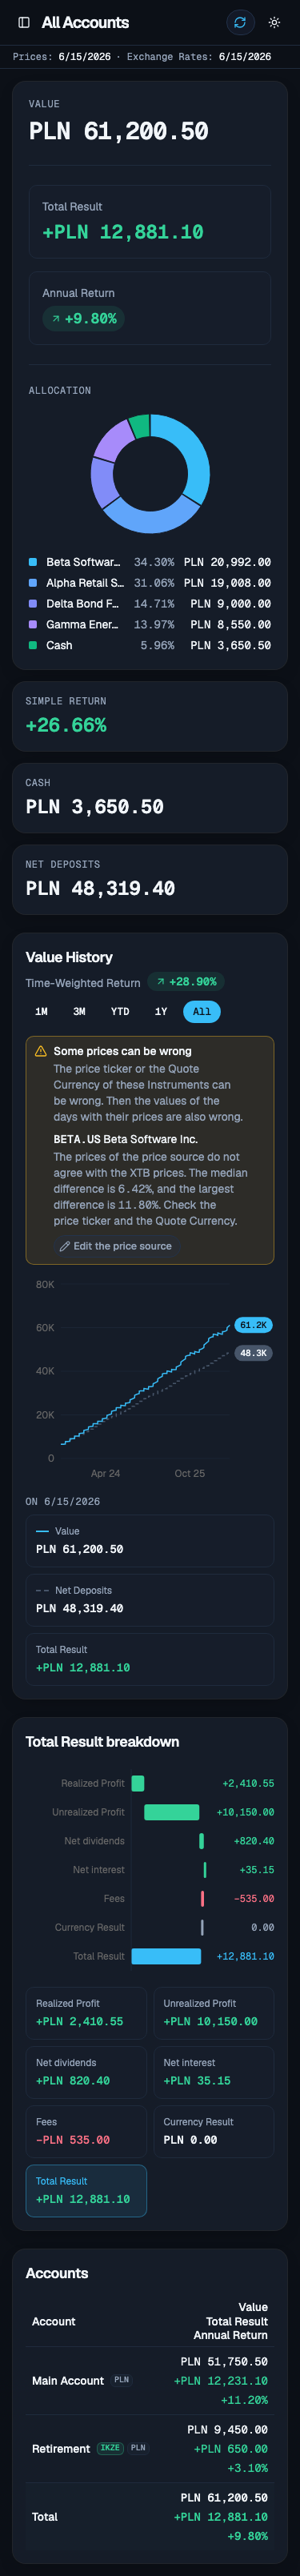 All Accounts
Prices: 6/15/2026 · Exchange Rates: 6/15/2026
VALUE
PLN 61,200.50
Total Result
+PLN 12,881.10
Annual Return
+9.80%
ALLOCATION
Beta Softwar... 34.30% PLN 20,992.00
Alpha Retail S... 31.06% PLN 19,008.00
Delta Bond F... 14.71% PLN 9,000.00
Gamma Ener... 13.97% PLN 8,550.00
Cash 5.96% PLN 3,650.50
SIMPLE RETURN
+26.66%
CASH
PLN 3,650.50
NET DEPOSITS
PLN 48,319.40
Value History
Time-Weighted Return +28.90%
1M 3M YTD 1Y All
Some prices can be wrong
The price ticker or the Quote
Currency of these Instruments can
be wrong. Then the values of the
days with their prices are also wrong.
BETA.US Beta Software Inc.
The prices of the price source do not
agree with the XTB prices. The median
difference is 6.42%, and the largest
difference is 11.80%. Check the
price ticker and the Quote Currency.
Edit the price source
80K
60K
61.2K
48.3K
40K
20K
0
Apr 24 Oct 25
ON 6/15/2026
Value
PLN 61,200.50
Net Deposits
PLN 48,319.40
Total Result
+PLN 12,881.10
Total Result breakdown
Realized Profit +2,410.55
Unrealized Profit +10,150.00
Net dividends +820.40
Net interest +35.15
Fees −535.00
Currency Result 0.00
Total Result +12,881.10
Realized Profit
+PLN 2,410.55
Unrealized Profit
+PLN 10,150.00
Net dividends
+PLN 820.40
Net interest
+PLN 35.15
Fees
−PLN 535.00
Currency Result
PLN 0.00
Total Result
+PLN 12,881.10
Accounts
Account
Value
Total Result
Annual Return
Main Account PLN
PLN 51,750.50
+PLN 12,231.10
+11.20%
Retirement IKZE PLN
PLN 9,450.00
+PLN 650.00
+3.10%
Total
PLN 61,200.50
+PLN 12,881.10
+9.80%